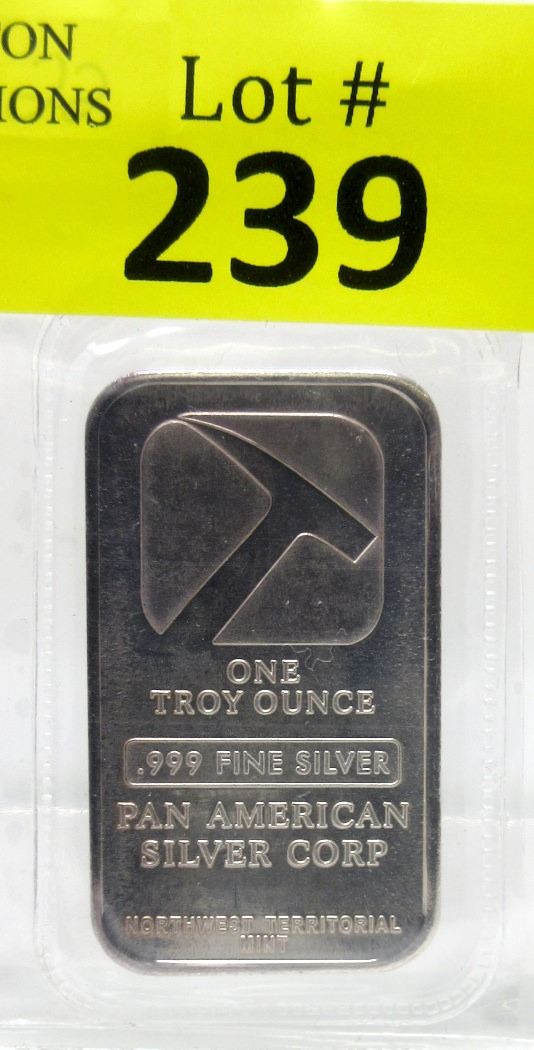 ON
IONS
Lot #
239
ONE
TROY OUNCE
.999 FINE SILVER
PAN AMERICAN
SILVER CORP
NORTHWEST TERRITORIAL
MINT